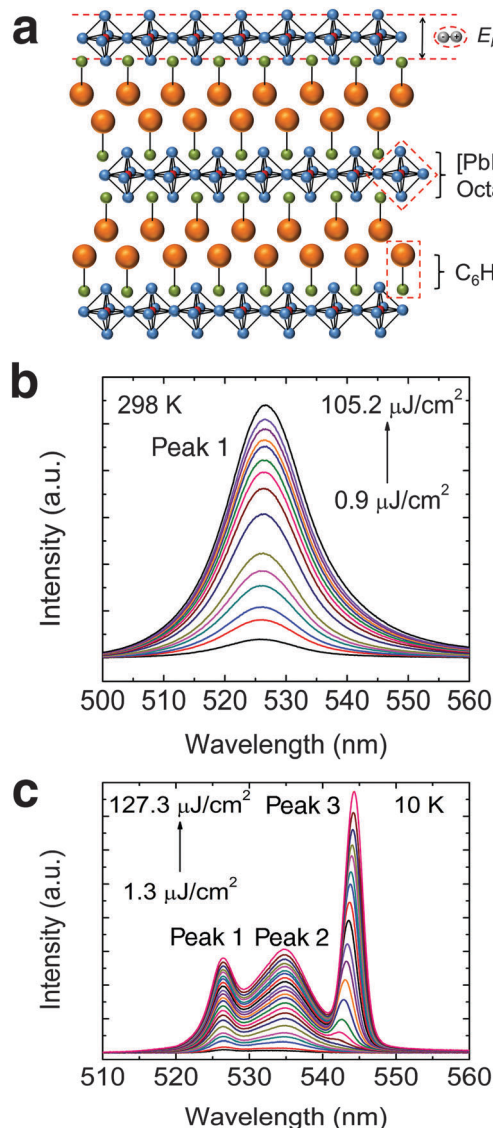 a
[PbI
Octa
C₆H
b
298 K
105.2 μJ/cm²
Peak 1
0.9 μJ/cm²
Intensity (a.u.)
500 510 520 530 540 550 560
Wavelength (nm)
c
127.3 μJ/cm²
Peak 3
10 K
1.3 μJ/cm²
Peak 1
Peak 2
Intensity (a.u.)
510 520 530 540 550 560
Wavelength (nm)